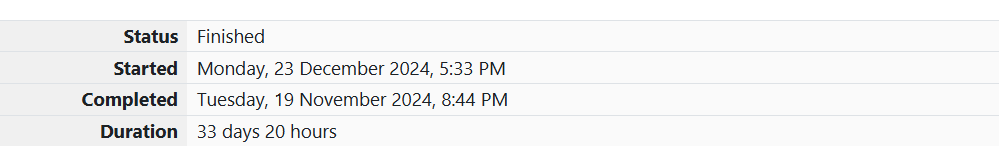 Status Finished
Started Monday, 23 December 2024, 5:33 PM
Completed Tuesday, 19 November 2024, 8:44 PM
Duration 33 days 20 hours